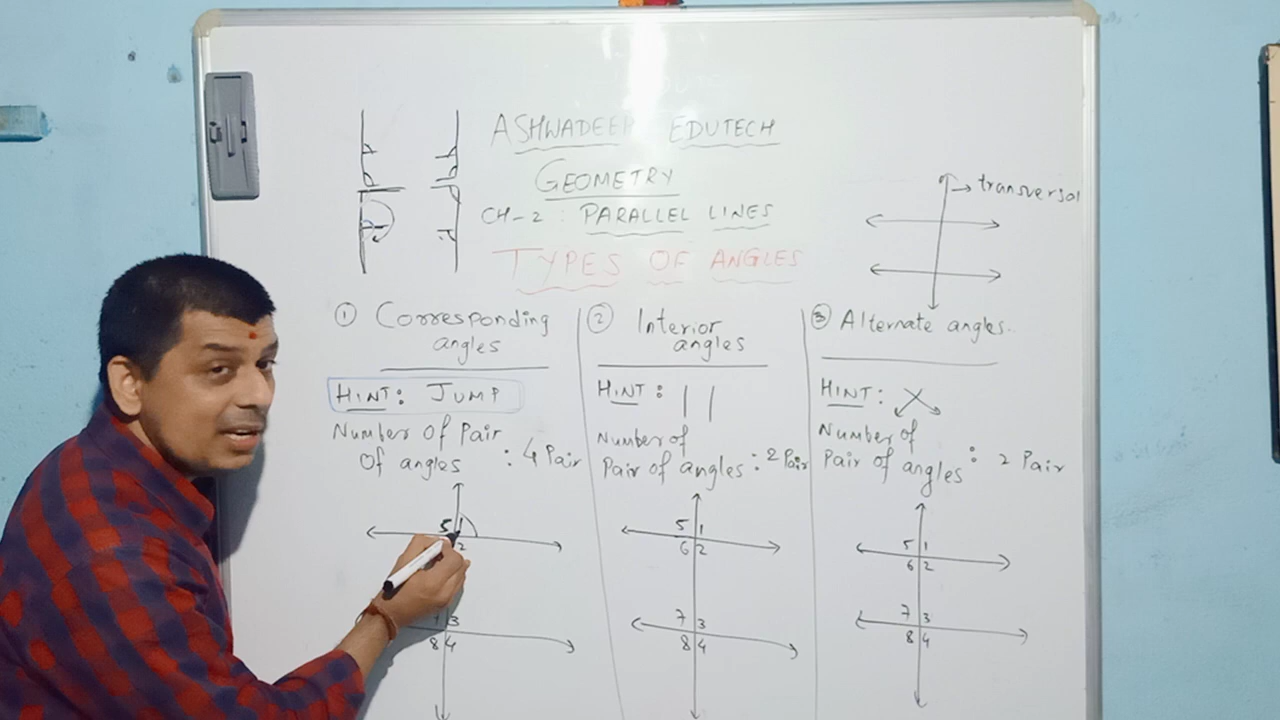 ASHWADEEP EDUTECH
GEOMETRY
CH-2 : PARALLEL LINES
TYPES OF ANGLES
transversal
① Corresponding
angles
HINT: JUMP
Number Of Pair
Of angles : 4 Pair
5 1
2
3
8 4
② Interior
angles
HINT : | |
Number of
Pair of angles : 2 Pair
5 1
6 2
7 3
8 4
③ Alternate angles..
HINT :
Number of
Pair of angles : 2 Pair
5 1
6 2
7 3
8 4